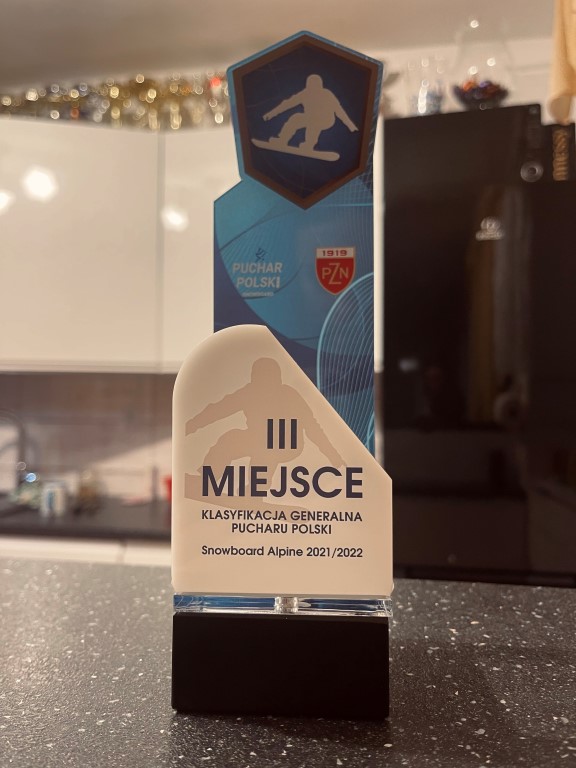 PUCHAR
POLSKI
1919
PZN
III
MIEJSCE
KLASYFIKACJA GENERALNA
PUCHARU POLSKI
Snowboard Alpine 2021/2022